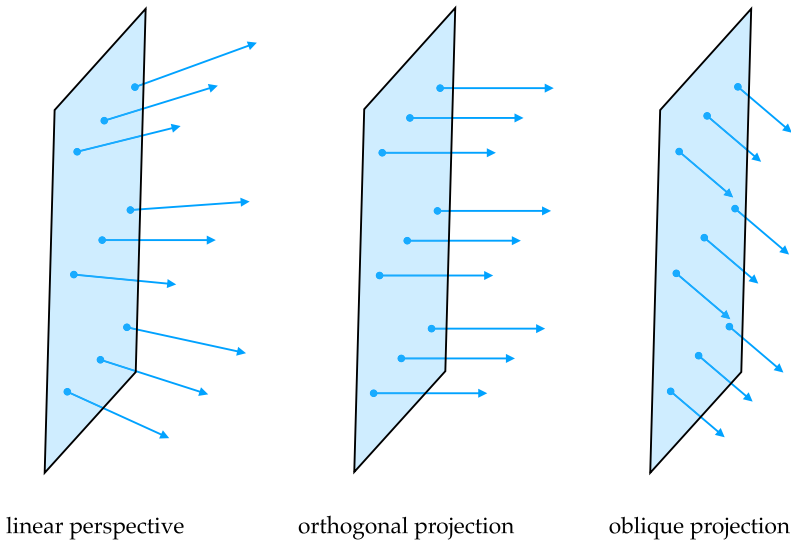 linear perspective
orthogonal projection
oblique projection